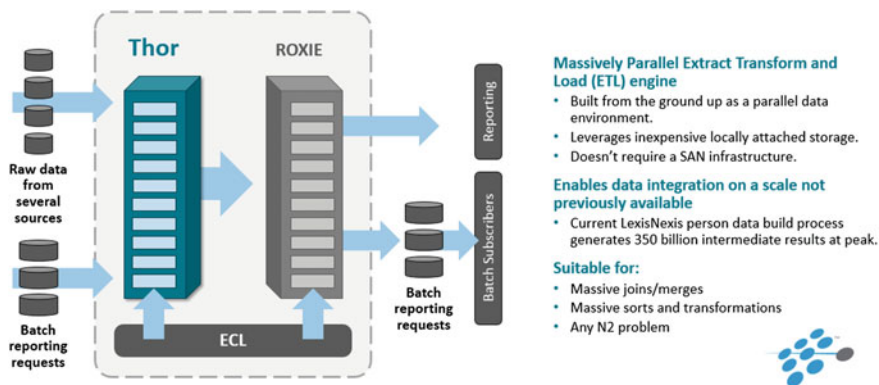 Thor
ROXIE
Raw data
from
several
sources
Batch
reporting
requests
ECL
Reporting
Batch
reporting
requests
Batch Subscribers
Massively Parallel Extract Transform and
Load (ETL) engine
• Built from the ground up as a parallel data
environment.
• Leverages inexpensive locally attached storage.
• Doesn't require a SAN infrastructure.
Enables data integration on a scale not
previously available
• Current LexisNexis person data build process
generates 350 billion intermediate results at peak.
Suitable for:
• Massive joins/merges
• Massive sorts and transformations
• Any N2 problem